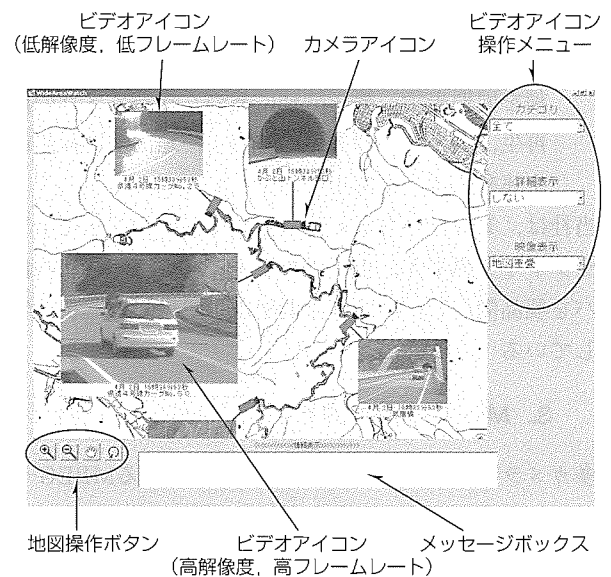 ビデオアイコン
(低解像度,低フレームレート)
カメラアイコン
ビデオアイコン
操作メニュー
WideAreaWatch
カテゴリ
全て
詳細表示
しない
映像表示
地図重畳
地図操作ボタン
ビデオアイコン
(高解像度,高フレームレート)
メッセージボックス